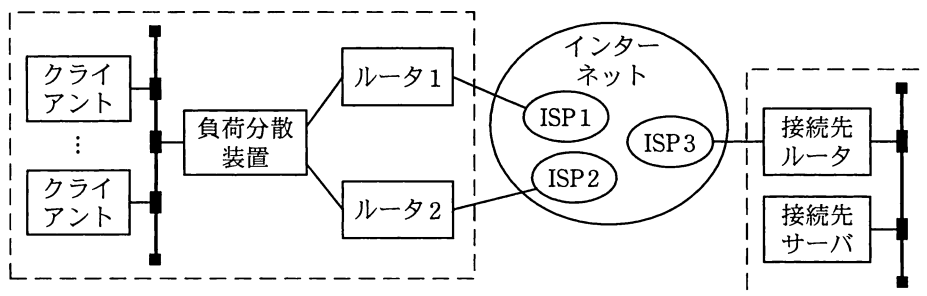 クライ
アント
⋮
クライ
アント
負荷分散
装置
ルータ1
ルータ2
インター
ネット
ISP1
ISP2
ISP3
接続先
ルータ
接続先
サーバ